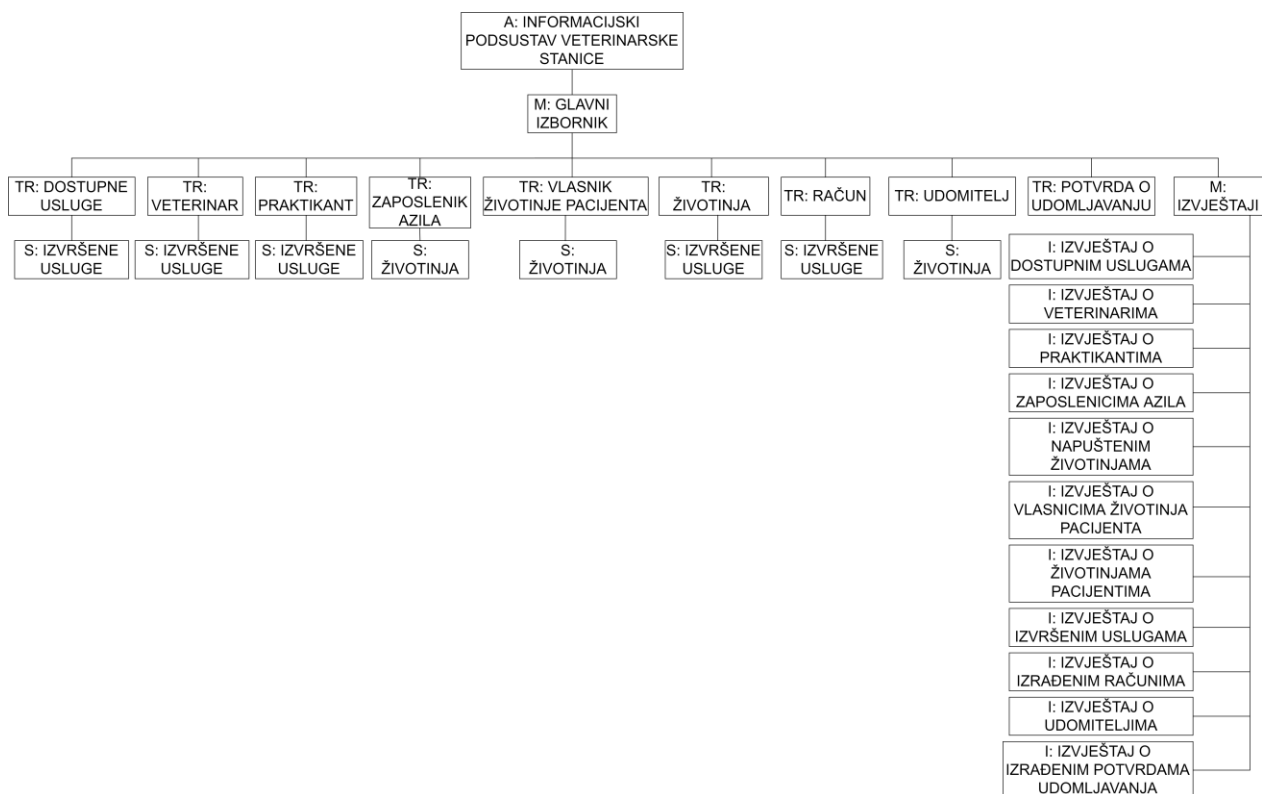 A: INFORMACIJSKI
PODSUSTAV VETERINARSKE
STANICE
M: GLAVNI
IZBORNIK
TR: DOSTUPNE
USLUGE
TR:
VETERINAR
TR:
PRAKTIKANT
TR:
ZAPOSLENIK
AZILA
TR: VLASNIK
ŽIVOTINJE PACIJENTA
TR:
ŽIVOTINJA
TR: RAČUN
TR: UDOMITELJ
TR: POTVRDA O
UDOMLJAVANJU
M:
IZVJEŠTAJI
S: IZVRŠENE
USLUGE
S: IZVRŠENE
USLUGE
S: IZVRŠENE
USLUGE
S:
ŽIVOTINJA
S:
ŽIVOTINJA
S: IZVRŠENE
USLUGE
S: IZVRŠENE
USLUGE
S:
ŽIVOTINJA
I: IZVJEŠTAJ O
DOSTUPNIM USLUGAMA
I: IZVJEŠTAJ O
VETERINARIMA
I: IZVJEŠTAJ O
PRAKTIKANTIMA
I: IZVJEŠTAJ O
ZAPOSLENICIMA AZILA
I: IZVJEŠTAJ O
NAPUŠTENIM
ŽIVOTINJAMA
I: IZVJEŠTAJ O
VLASNICIMA ŽIVOTINJA
PACIJENTA
I: IZVJEŠTAJ O
ŽIVOTINJAMA
PACIJENTIMA
I: IZVJEŠTAJ O
IZVRŠENIM USLUGAMA
I: IZVJEŠTAJ O
IZRAĐENIM RAČUNIMA
I: IZVJEŠTAJ O
UDOMITELJIMA
I: IZVJEŠTAJ O
IZRAĐENIM POTVRDAMA
UDOMLJAVANJA